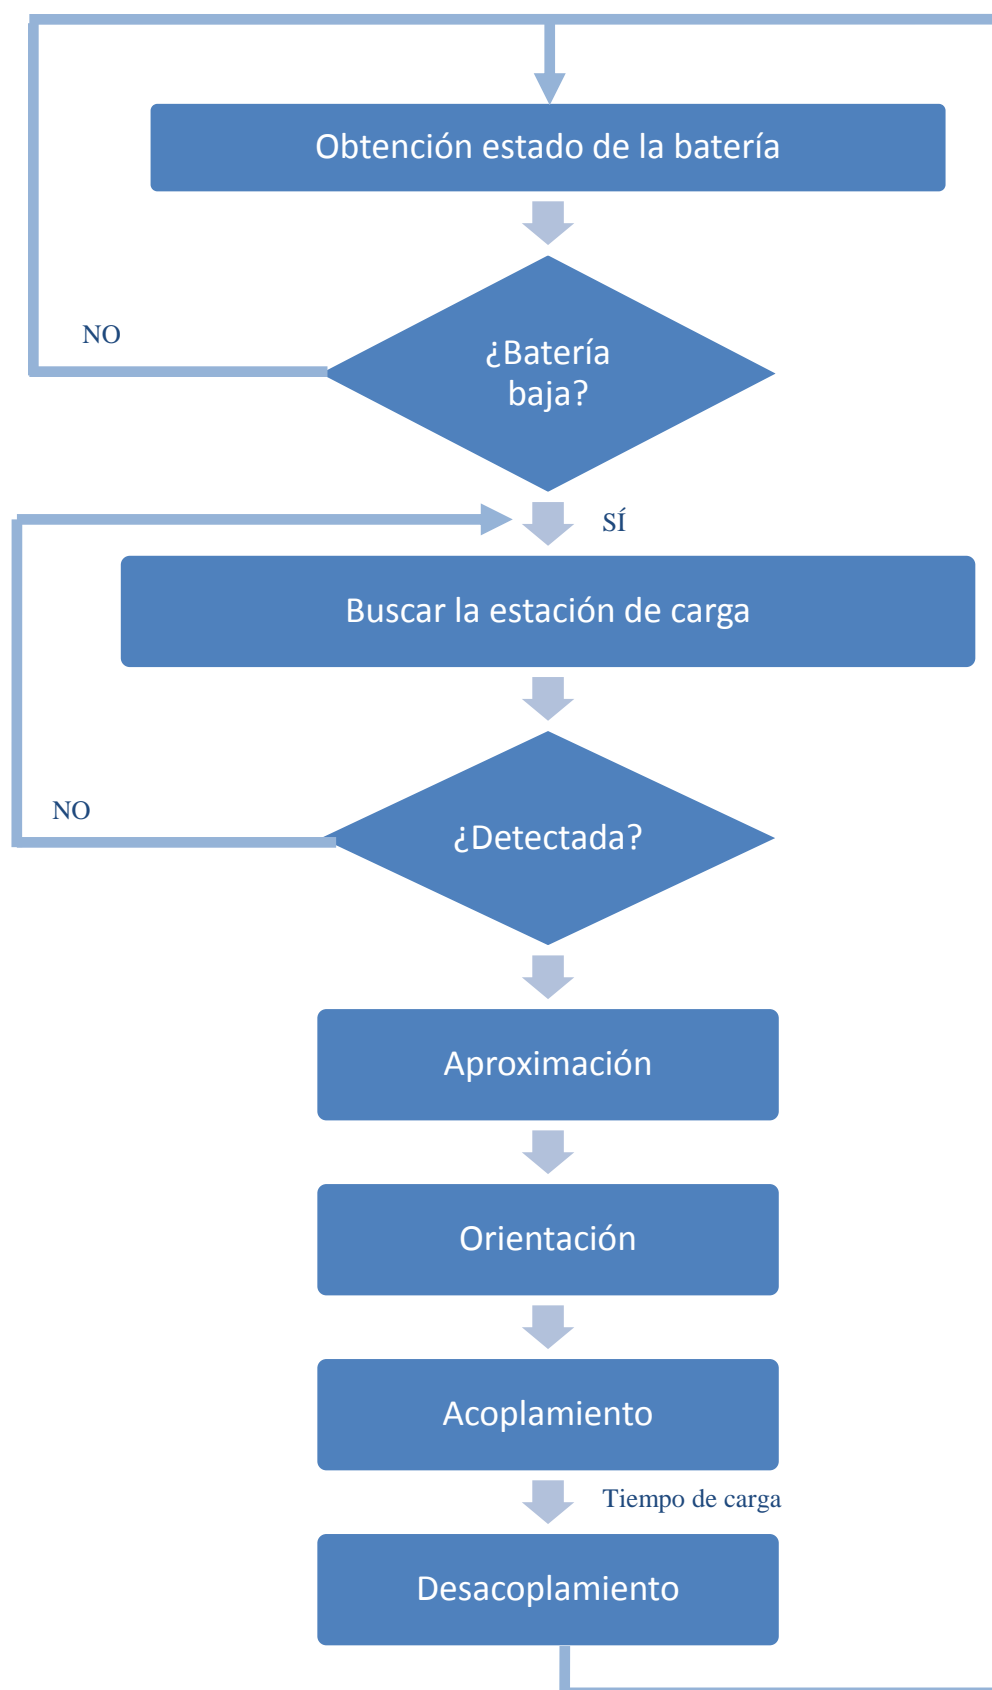 Obtención estado de la batería
NO
¿Batería
baja?
SÍ
Buscar la estación de carga
NO
¿Detectada?
Aproximación
Orientación
Acoplamiento
Tiempo de carga
Desacoplamiento